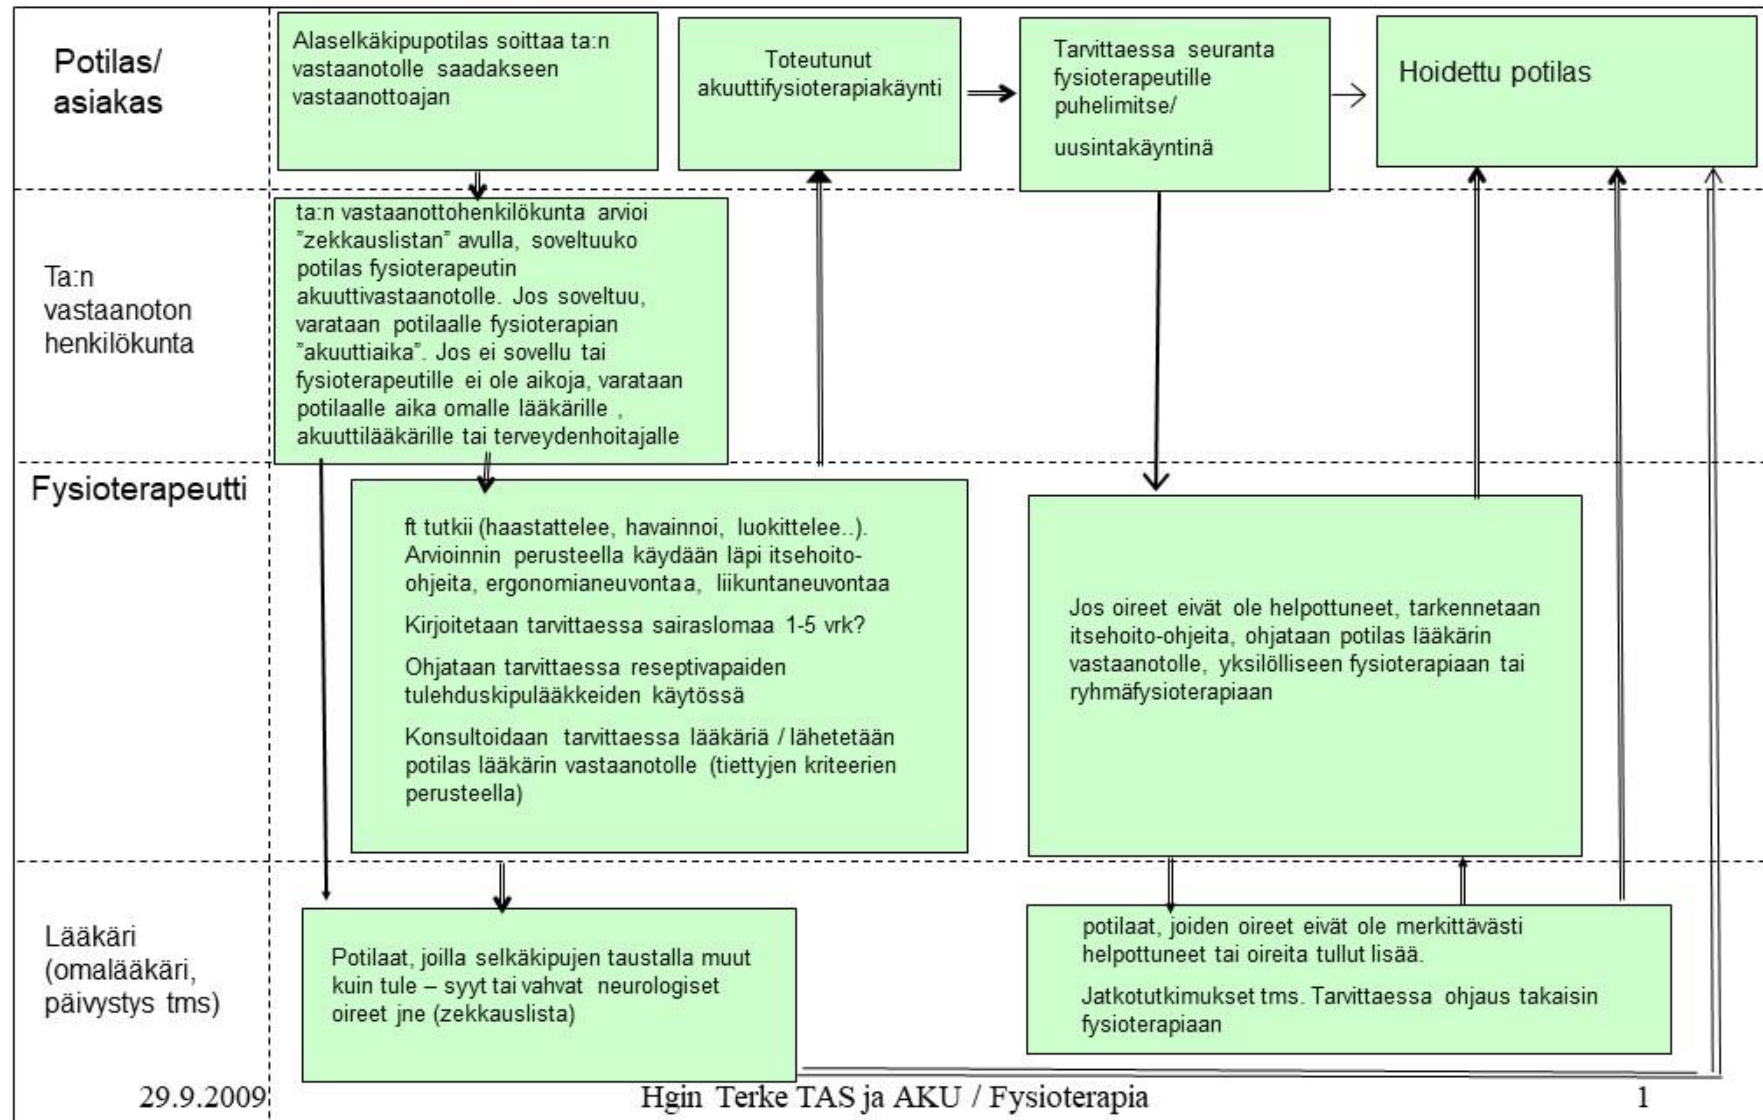 Potilas/
asiakas
Alaselkäkipupotilas soittaa ta:n
vastaanotolle saadakseen
vastaanottoajan
Toteutunut
akuuttifysioterapiakäynti
Tarvittaessa seuranta
fysioterapeutille
puhelimitse/
uusintakäyntinä
Hoidettu potilas
Ta:n
vastaanoton
henkilökunta
ta:n vastaanottohenkilökunta arvioi
”zekkauslistan” avulla, soveltuuko
potilas fysioterapeutin
akuuttivastaanotolle. Jos soveltuu,
varataan potilaalle fysioterapian
”akuuttiaika”. Jos ei sovellu tai
fysioterapeutille ei ole aikoja, varataan
potilaalle aika omalle lääkärille ,
akuuttilääkärille tai terveydenhoitajalle
Fysioterapeutti
ft tutkii (haastattelee, havainnoi, luokittelee..).
Arvioinnin perusteella käydään läpi itsehoito-
ohjeita, ergonomianeuvontaa, liikuntaneuvontaa
Kirjoitetaan tarvittaessa sairaslomaa 1-5 vrk?
Ohjataan tarvittaessa reseptivapaiden
tulehduskipulääkkeiden käytössä
Konsultoidaan tarvittaessa lääkäriä / lähetetään
potilas lääkärin vastaanotolle (tiettyjen kriteerien
perusteella)
Jos oireet eivät ole helpottuneet, tarkennetaan
itsehoito-ohjeita, ohjataan potilas lääkärin
vastaanotolle, yksilölliseen fysioterapiaan tai
ryhmäfysioterapiaan
Lääkäri
(omalääkäri,
päivystys tms)
Potilaat, joilla selkäkipujen taustalla muut
kuin tule – syyt tai vahvat neurologiset
oireet jne (zekkauslista)
potilaat, joiden oireet eivät ole merkittävästi
helpottuneet tai oireita tullut lisää.
Jatkotutkimukset tms. Tarvittaessa ohjaus takaisin
fysioterapiaan
29.9.2009
Hgin Terke TAS ja AKU / Fysioterapia
1